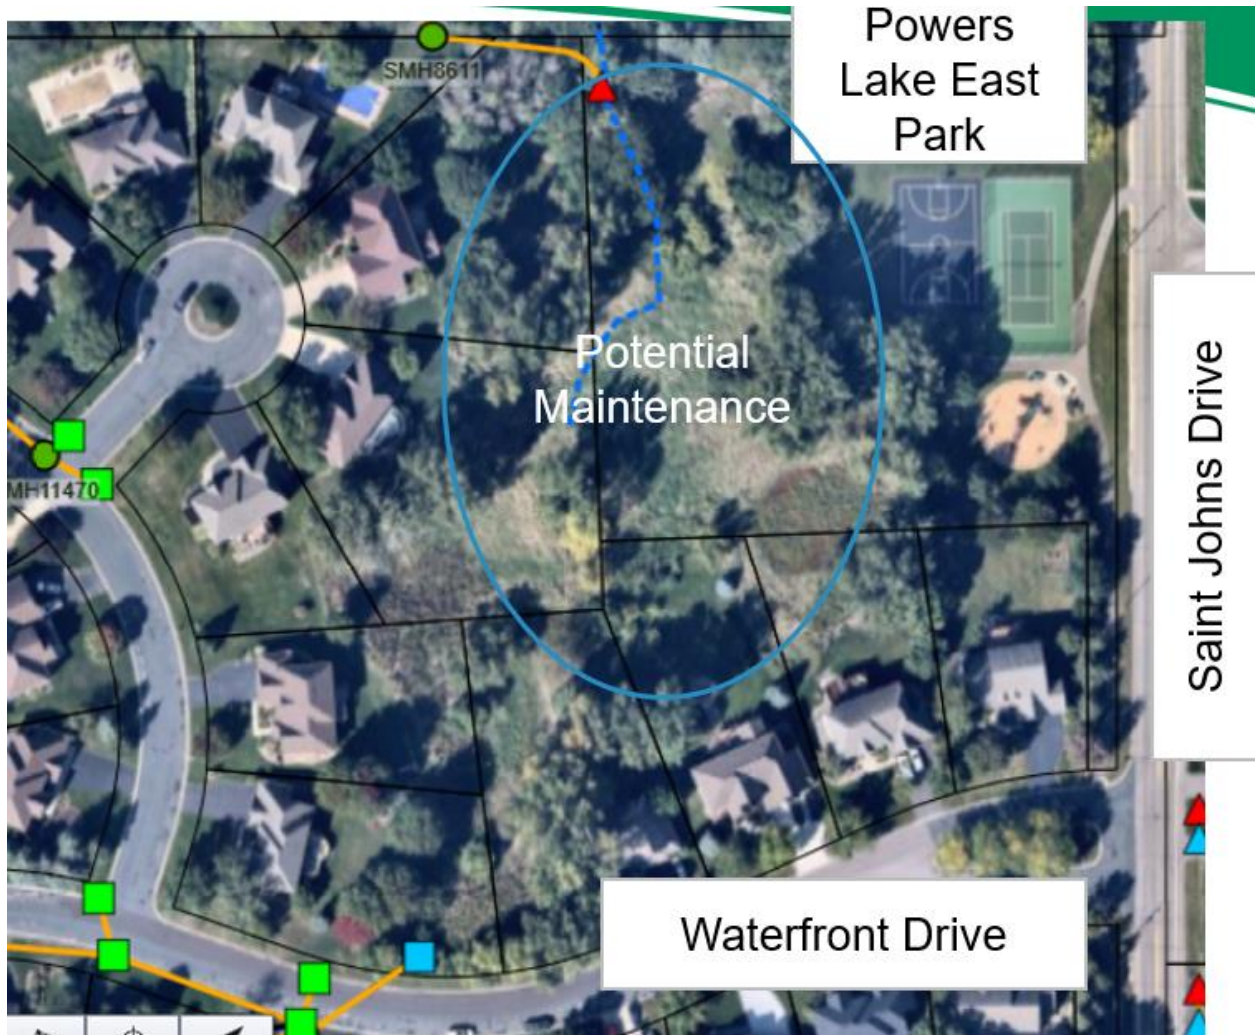 Powers
Lake East
Park
SMH8611
Potential
Maintenance
Saint Johns Drive
MH11470
Waterfront Drive